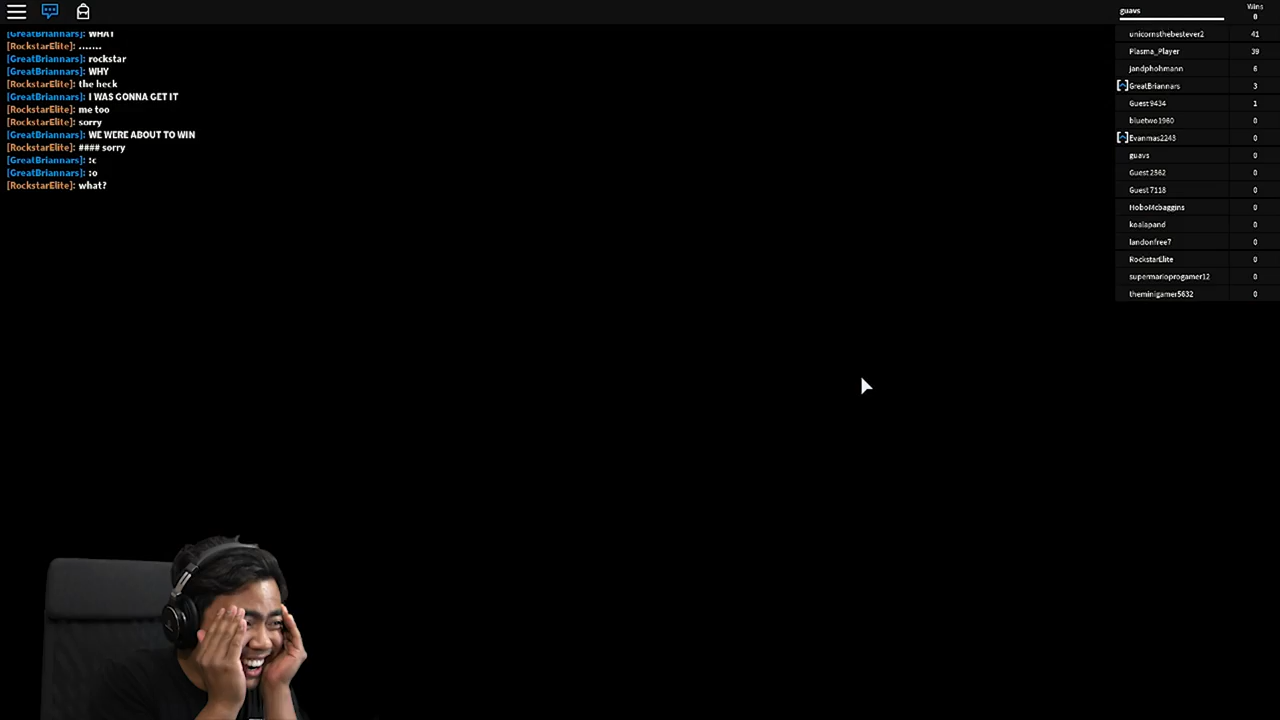 [GreatBriannars]: WHAT
[RockstarElite]: .......
[GreatBriannars]: rockstar
[GreatBriannars]: WHY
[RockstarElite]: the heck
[GreatBriannars]: I WAS GONNA GET IT
[RockstarElite]: me too
[RockstarElite]: sorry
[GreatBriannars]: WE WERE ABOUT TO WIN
[RockstarElite]: #### sorry
[GreatBriannars]: :c
[GreatBriannars]: :o
[RockstarElite]: what?
guavs Wins 0
unicornsthebestever2 41
Plasma_Player 39
jandphohmann 6
GreatBriannars 3
Guest9434 1
bluetwo1960 0
Evanmas2243 0
guavs 0
Guest2562 0
Guest7118 0
HoboMcbaggins 0
koalapand 0
landonfree7 0
RockstarElite 0
supermarioprogamer12 0
theminigamer5632 0